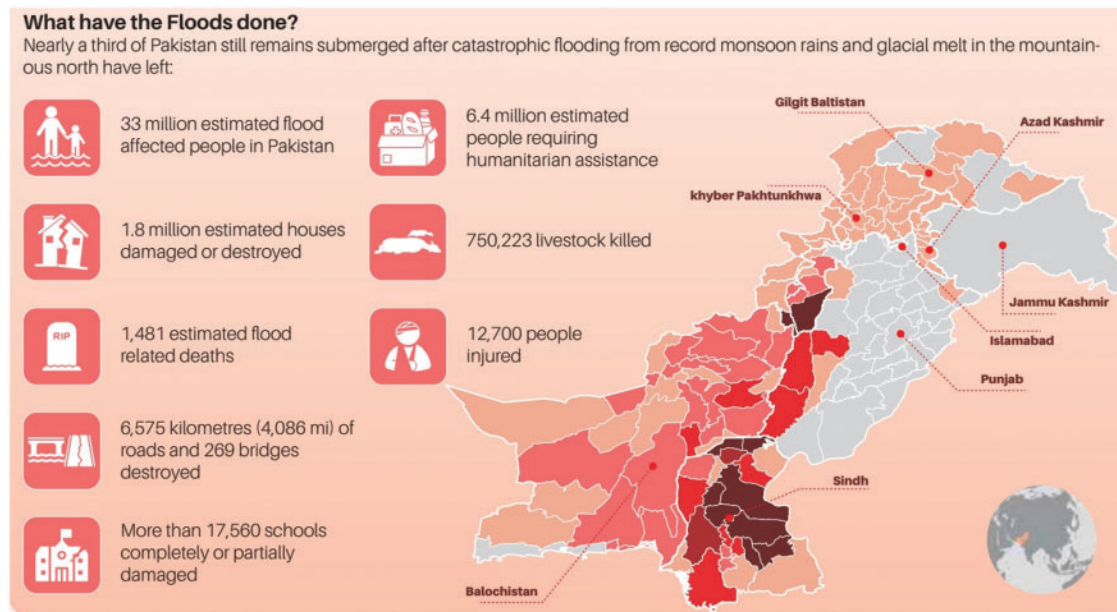 What have the Floods done?
Nearly a third of Pakistan still remains submerged after catastrophic flooding from record monsoon rains and glacial melt in the mountain-
ous north have left:
33 million estimated flood
affected people in Pakistan
1.8 million estimated houses
damaged or destroyed
RIP
1,481 estimated flood
related deaths
6,575 kilometres (4,086 mi) of
roads and 269 bridges
destroyed
More than 17,560 schools
completely or partially
damaged
6.4 million estimated
people requiring
humanitarian assistance
750,223 livestock killed
12,700 people
injured
Gilgit Baltistan
Azad Kashmir
khyber Pakhtunkhwa
Jammu Kashmir
Islamabad
Punjab
Sindh
Balochistan